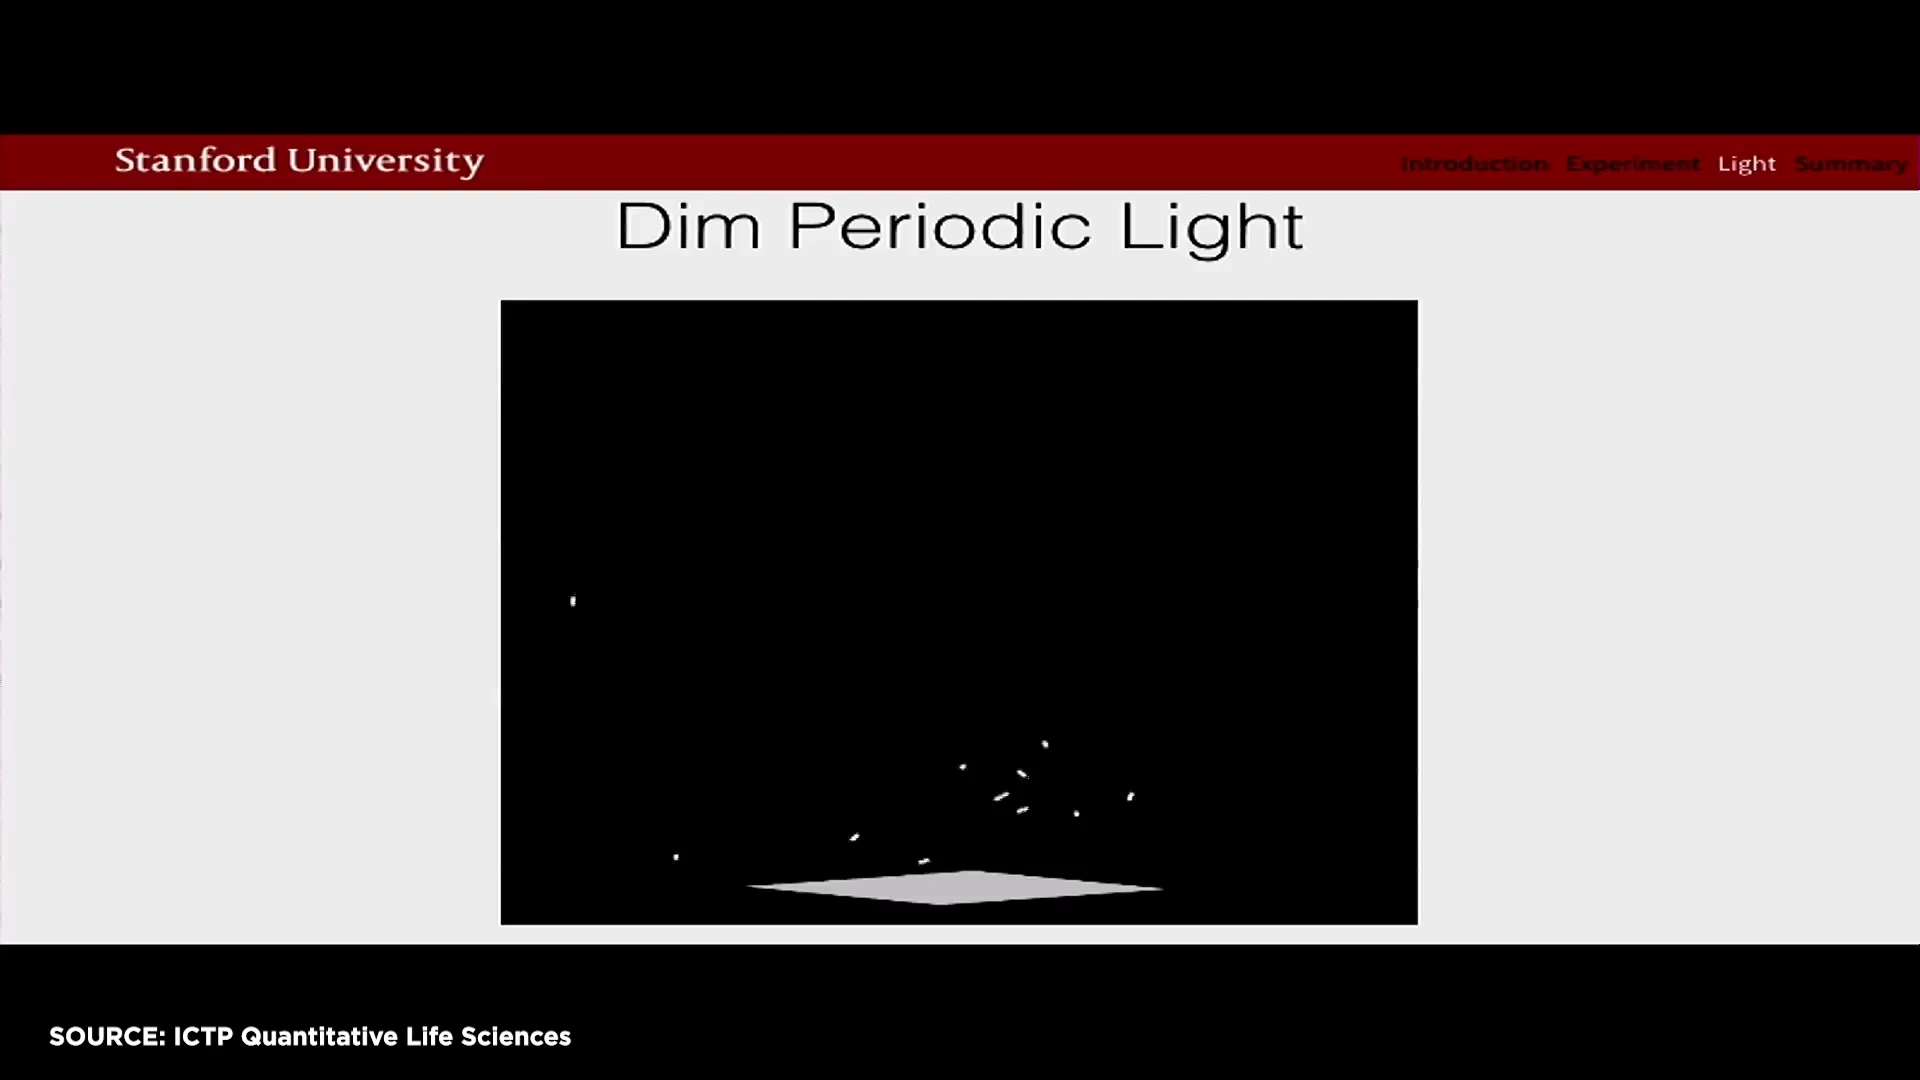 Stanford University
Introduction Experiment Light Summary
Dim Periodic Light
SOURCE: ICTP Quantitative Life Sciences